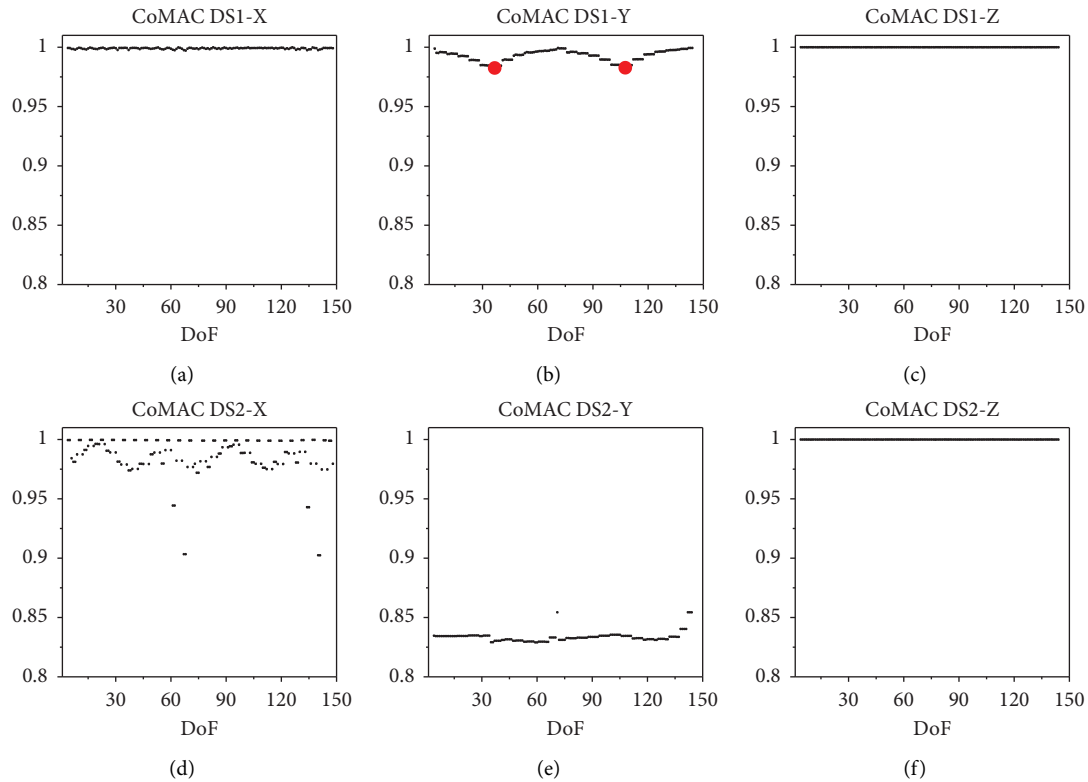 CoMAC DS1-X
1
0.95
0.9
0.85
0.8
30 60 90 120 150
DoF
(a)
CoMAC DS1-Y
1
0.95
0.9
0.85
0.8
30 60 90 120 150
DoF
(b)
CoMAC DS1-Z
1
0.95
0.9
0.85
0.8
30 60 90 120 150
DoF
(c)
CoMAC DS2-X
1
0.95
0.9
0.85
0.8
30 60 90 120 150
DoF
(d)
CoMAC DS2-Y
1
0.95
0.9
0.85
0.8
30 60 90 120 150
DoF
(e)
CoMAC DS2-Z
1
0.95
0.9
0.85
0.8
30 60 90 120 150
DoF
(f)